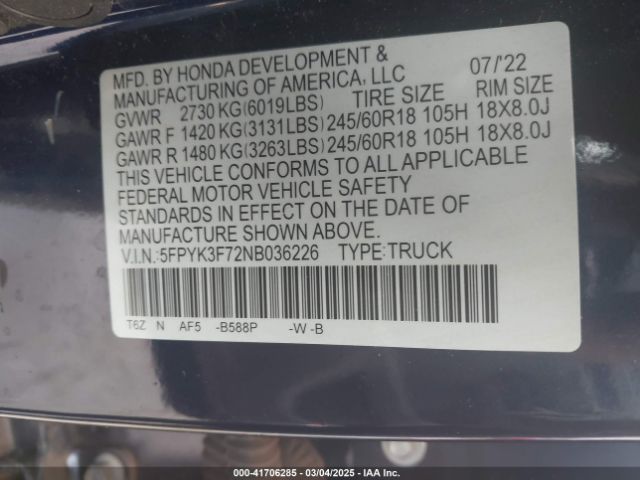 MFD. BY HONDA DEVELOPMENT & 07/'22
MANUFACTURING OF AMERICA, LLC
GVWR 2730 KG(6019LBS) TIRE SIZE RIM SIZE
GAWR F 1420 KG(3131LBS) 245/60R18 105H 18X8.0J
GAWR R 1480 KG(3263LBS) 245/60R18 105H 18X8.0J
THIS VEHICLE CONFORMS TO ALL APPLICABLE
FEDERAL MOTOR VEHICLE SAFETY
STANDARDS IN EFFECT ON THE DATE OF
MANUFACTURE SHOWN ABOVE.
V.I.N.:5FPYK3F72NB036226 TYPE:TRUCK
T6Z N AF5 -B588P -W -B
000-41706285 - 03/04/2025 - IAA Inc.